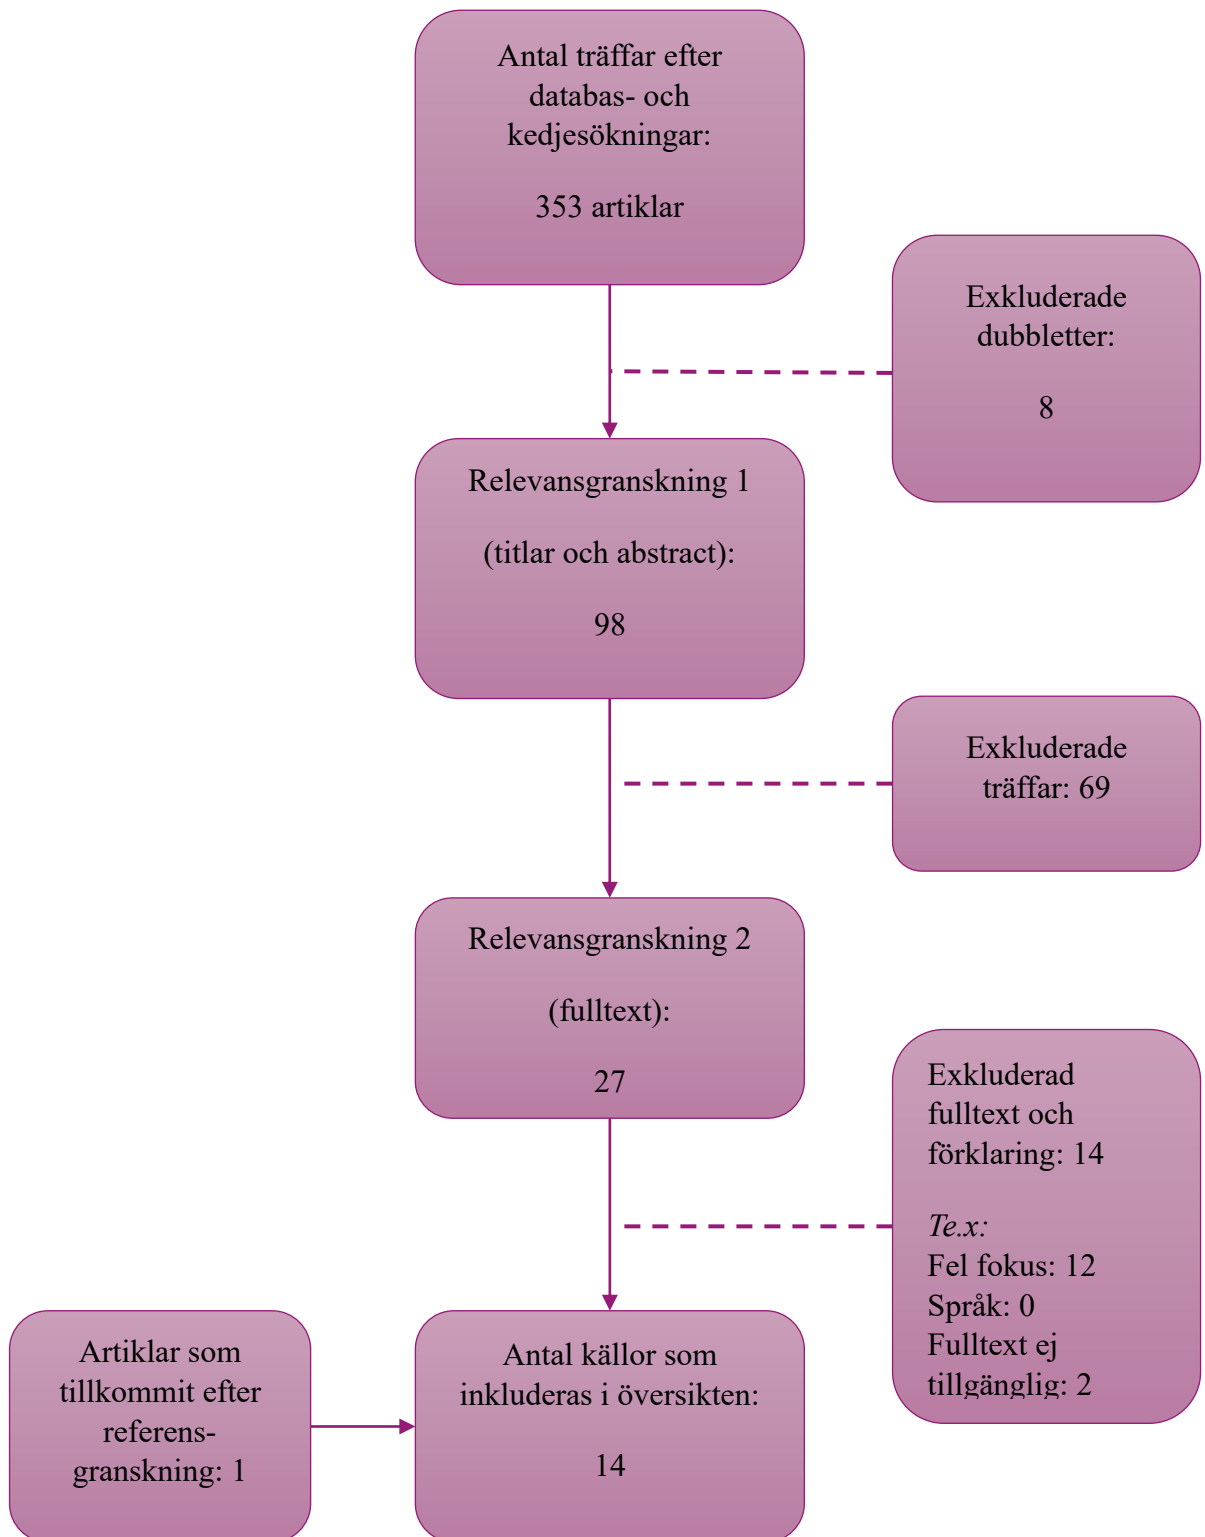 Antal träffar efter
databas- och
kedjesökningar:
353 artiklar
Exkluderade
dubbletter:
8
Relevansgranskning 1
(titlar och abstract):
98
Exkluderade
träffar: 69
Relevansgranskning 2
(fulltext):
27
Exkluderad
fulltext och
förklaring: 14
Te.x:
Fel fokus: 12
Språk: 0
Fulltext ej
tillgänglig: 2
Artiklar som
tillkommit efter
referens-
granskning: 1
Antal källor som
inkluderas i översikten:
14